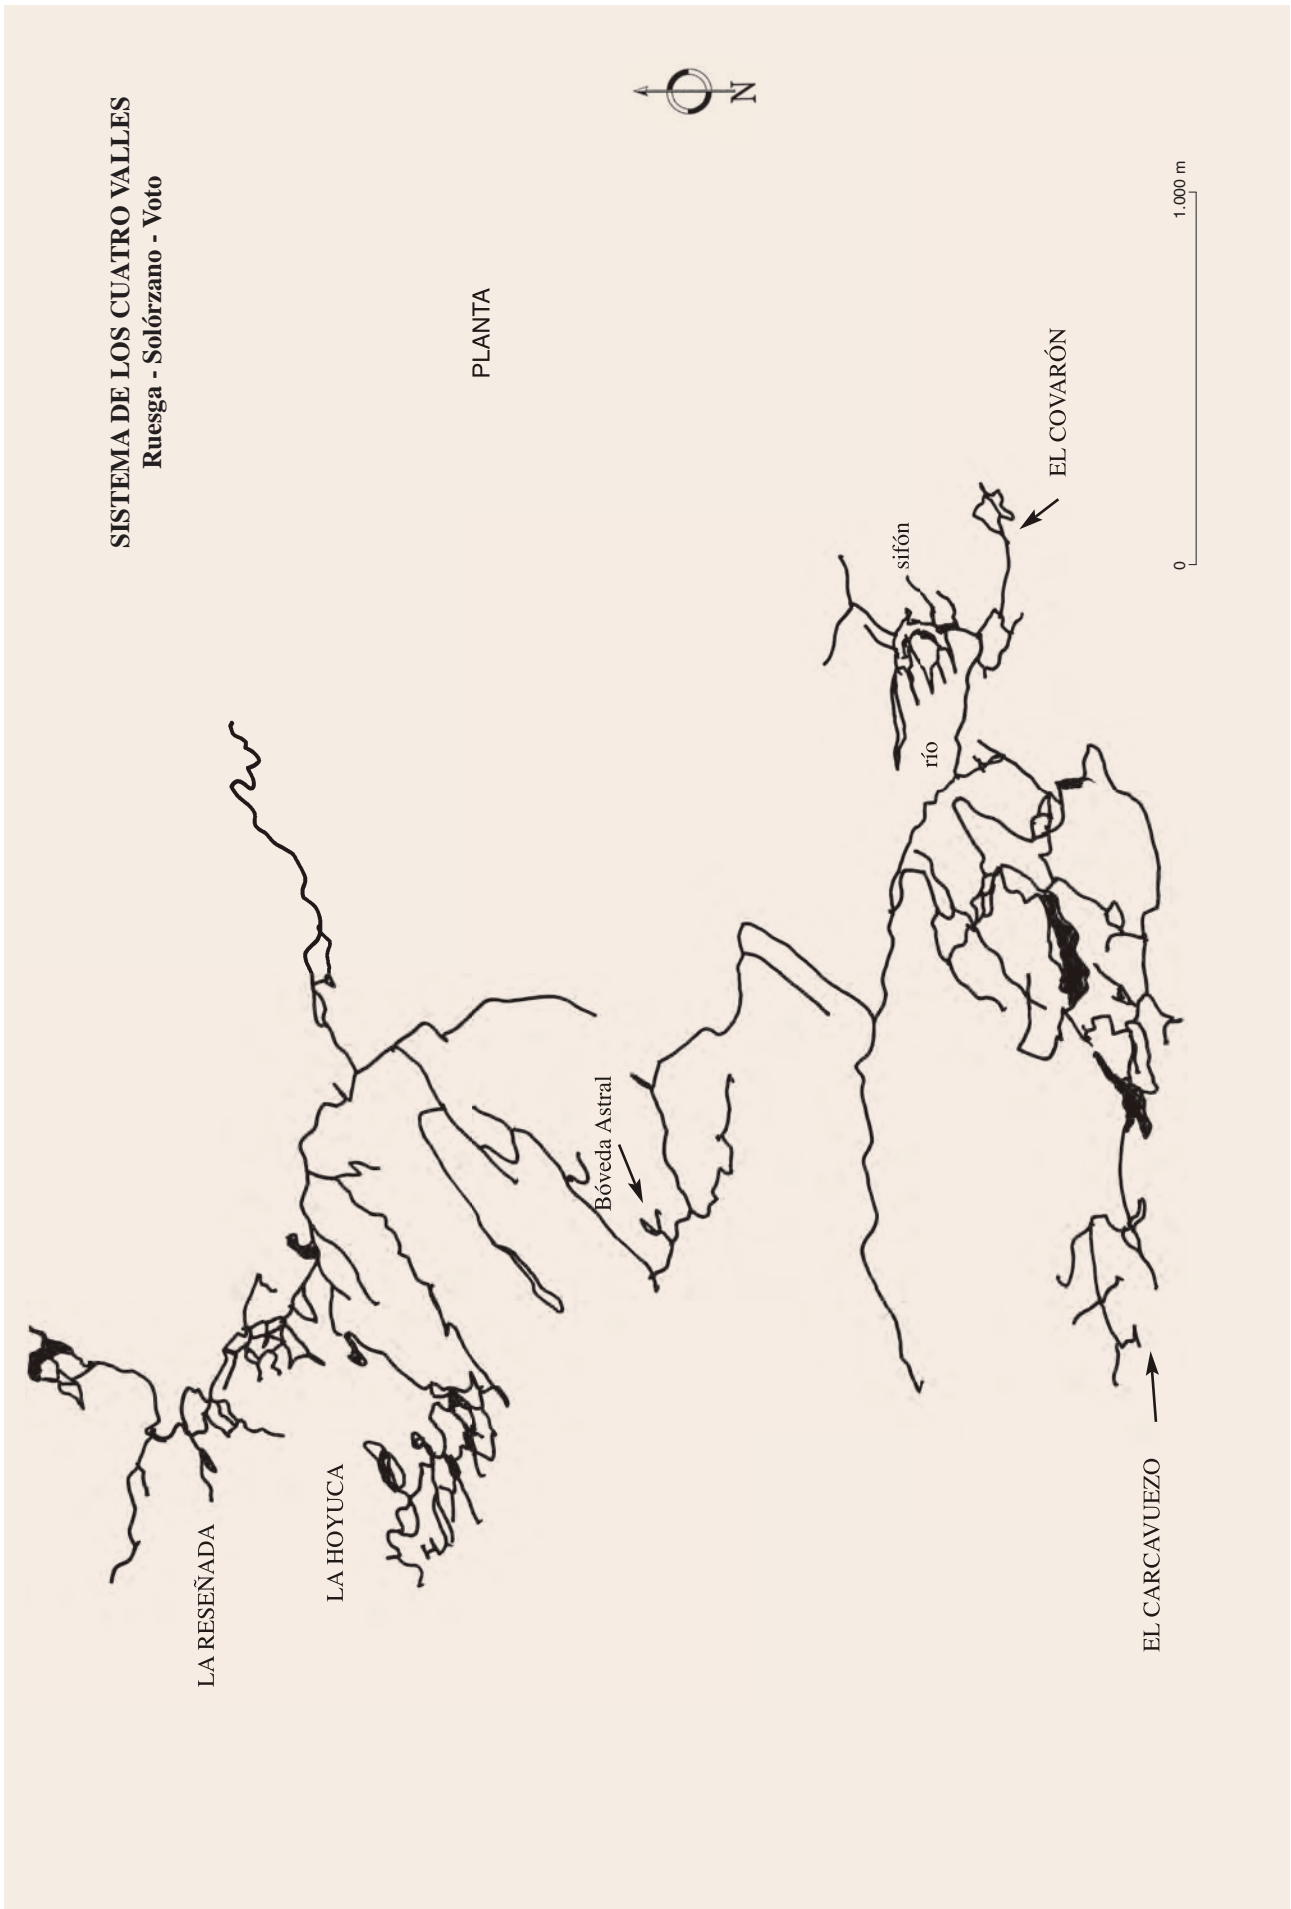 SISTEMA DE LOS CUATRO VALLES
Ruesga - Solórzano - Voto
N
PLANTA
LA RESEÑADA
LA HOYUCA
Bóveda Astral
sifón
río
EL COVARÓN
EL CARCAVUEZO
0
1.000 m